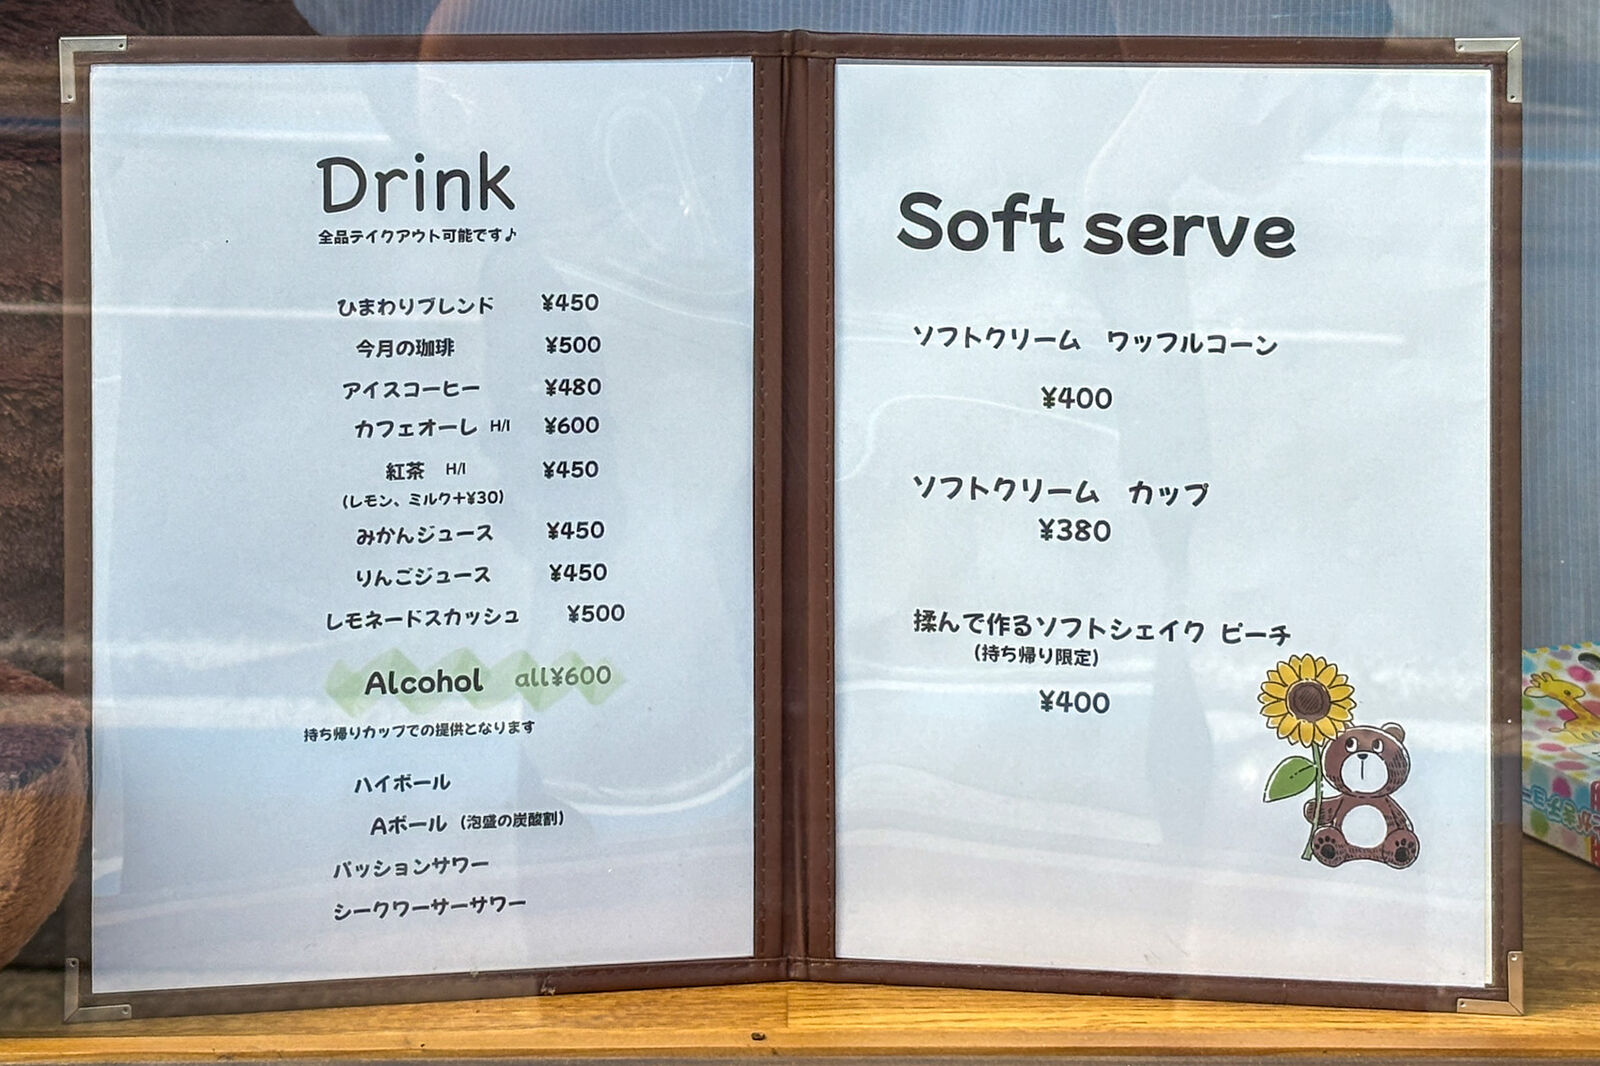 Drink
全品テイクアウト可能です♪
ひまわりブレンド ¥450
今月の珈琲 ¥500
アイスコーヒー ¥480
カフェオーレ H/I ¥600
紅茶 H/I ¥450
(レモン、ミルク+¥30)
みかんジュース ¥450
りんごジュース ¥450
レモネードスカッシュ ¥500
Alcohol all¥600
持ち帰りカップでの提供となります
ハイボール
Aボール (泡盛の炭酸割)
パッションサワー
シークワーサーサワー
Soft serve
ソフトクリーム ワッフルコーン
¥400
ソフトクリーム カップ
¥380
揉んで作るソフトシェイク ピーチ
(持ち帰り限定)
¥400